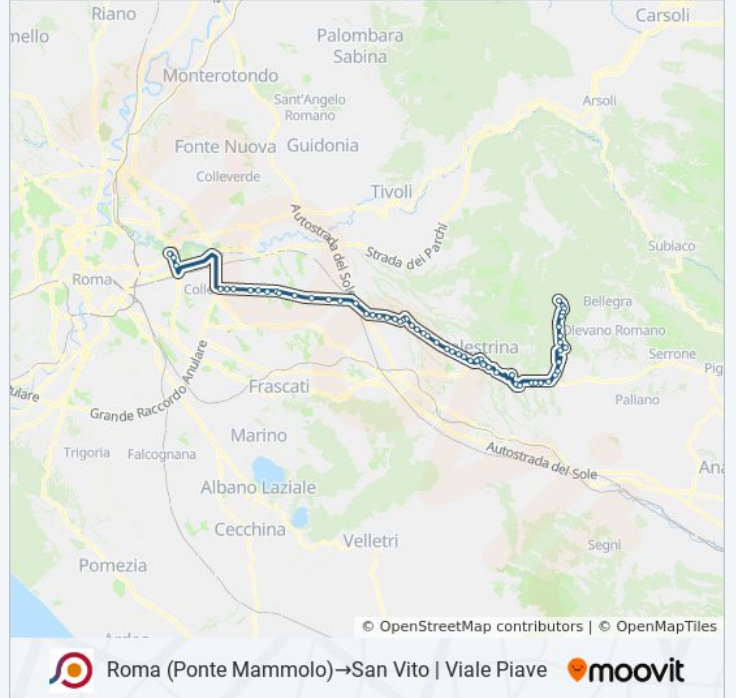 Riano
Carsoli
mello
Palombara
Sabina
Monterotondo
Sant'Angelo
Romano
Arsoli
Fonte Nuova
Guidonia
Colleverde
Tivoli
Autostrada del Sole
Strada dei Parchi
Subiaco
Roma
Colle
Bellegra
Olevano Romano
lestrina
Serrone
Pig
ulare
Grande Raccordo Anulare
Frascati
Paliano
Marino
Trigoria
Falcognana
Autostrada del Sole
Ana
Albano Laziale
Cecchina
Velletri
Segni
Pomezia
Ardea
© OpenStreetMap contributors | © OpenMapTiles
Roma (Ponte Mammolo)→San Vito | Viale Piave
moovit